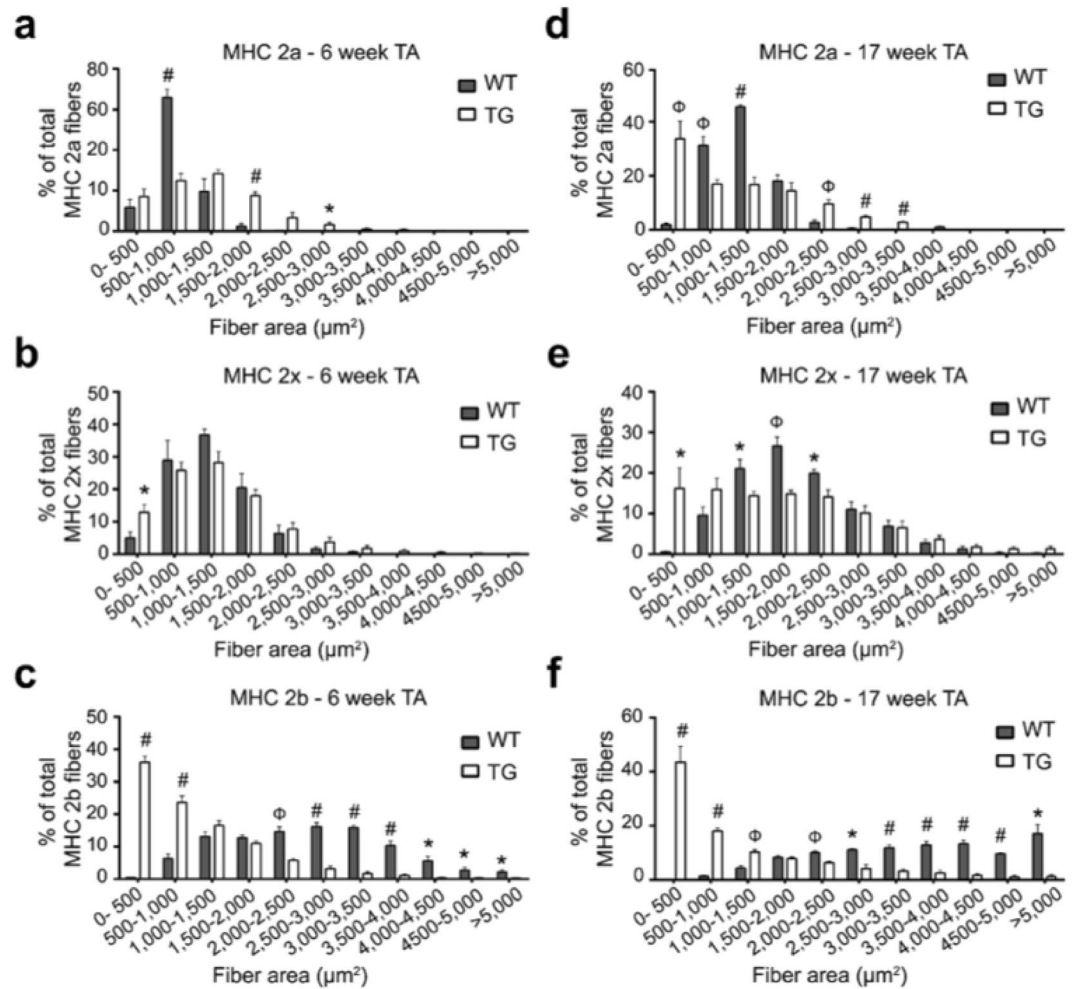 a
MHC 2a - 6 week TA
% of total
MHC 2a fibers
80
60
20
10
0
WT
TG
# # *
0- 500 500-1,000 1,000-1,500 1,500-2,000 2,000-2,500 2,500-3,000 3,000-3,500 3,500-4,000 4,000-4,500 4500-5,000 >5,000
Fiber area (µm²)
b
MHC 2x - 6 week TA
% of total
MHC 2x fibers
50
40
30
20
10
0
WT
TG
*
0- 500 500-1,000 1,000-1,500 1,500-2,000 2,000-2,500 2,500-3,000 3,000-3,500 3,500-4,000 4,000-4,500 4500-5,000 >5,000
Fiber area (µm²)
c
MHC 2b - 6 week TA
% of total
MHC 2b fibers
50
40
30
20
10
0
WT
TG
# # Φ # # # * * *
0- 500 500-1,000 1,000-1,500 1,500-2,000 2,000-2,500 2,500-3,000 3,000-3,500 3,500-4,000 4,000-4,500 4500-5,000 >5,000
Fiber area (µm²)
d
MHC 2a - 17 week TA
% of total
MHC 2a fibers
60
40
20
0
WT
TG
Φ Φ # Φ # #
0- 500 500-1,000 1,000-1,500 1,500-2,000 2,000-2,500 2,500-3,000 3,000-3,500 3,500-4,000 4,000-4,500 4500-5,000 >5,000
Fiber area (µm²)
e
MHC 2x - 17 week TA
% of total
MHC 2x fibers
40
30
20
10
0
WT
TG
* * Φ *
0- 500 500-1,000 1,000-1,500 1,500-2,000 2,000-2,500 2,500-3,000 3,000-3,500 3,500-4,000 4,000-4,500 4500-5,000 >5,000
Fiber area (µm²)
f
MHC 2b - 17 week TA
% of total
MHC 2b fibers
60
40
20
0
WT
TG
# # Φ Φ * # # # # *
0- 500 500-1,000 1,000-1,500 1,500-2,000 2,000-2,500 2,500-3,000 3,000-3,500 3,500-4,000 4,000-4,500 4500-5,000 >5,000
Fiber area (µm²)